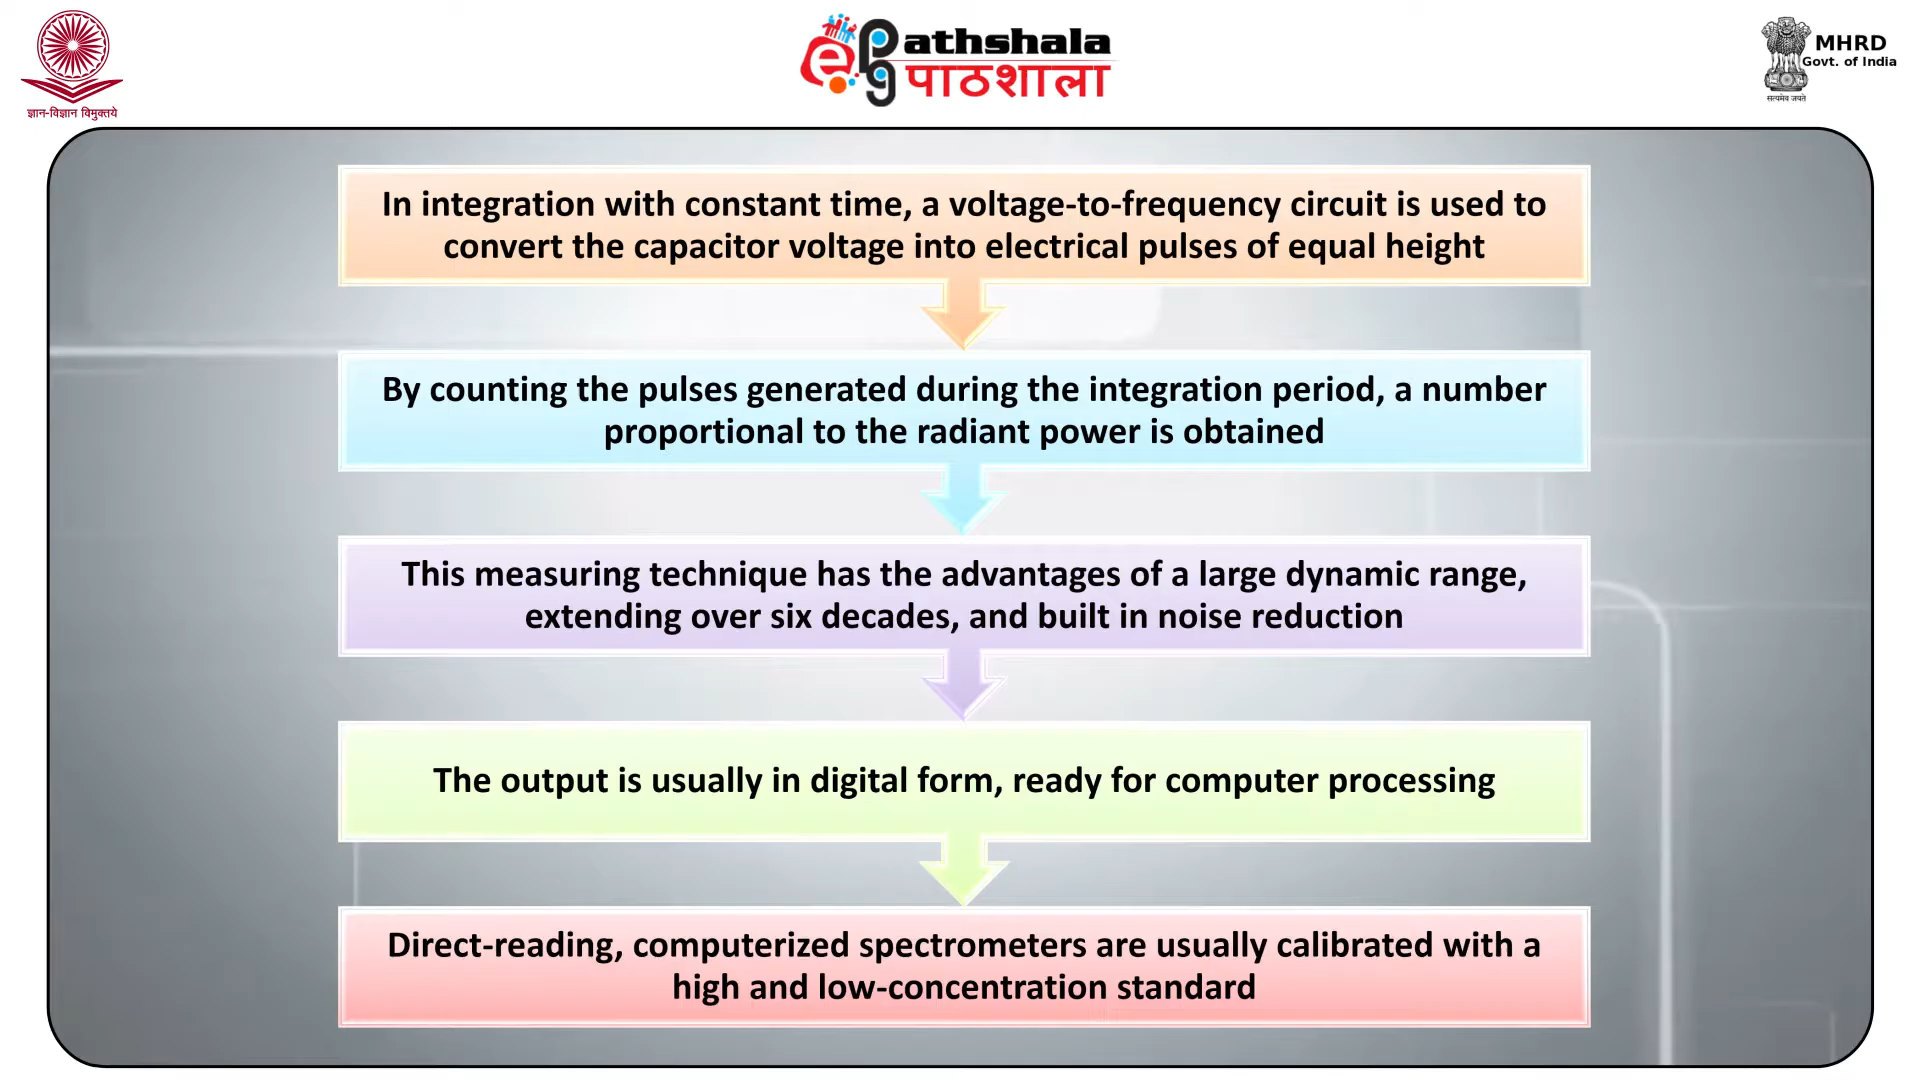 ज्ञान-विज्ञान विमुक्तये
e PG athshala
पाठशाला
MHRD
Govt. of India
सत्यमेव जयते
In integration with constant time, a voltage-to-frequency circuit is used to
convert the capacitor voltage into electrical pulses of equal height
By counting the pulses generated during the integration period, a number
proportional to the radiant power is obtained
This measuring technique has the advantages of a large dynamic range,
extending over six decades, and built in noise reduction
The output is usually in digital form, ready for computer processing
Direct-reading, computerized spectrometers are usually calibrated with a
high and low-concentration standard